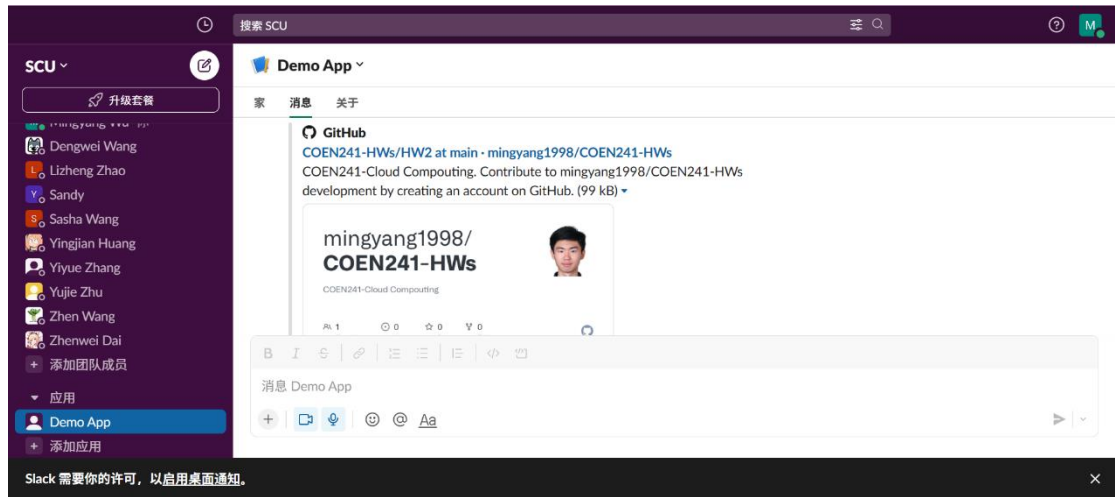 搜索 SCU
M
SCU
升级套餐
Mingyang Wu 你
Dengwei Wang
L Lizheng Zhao
Y Sandy
S Sasha Wang
Yingjian Huang
Yiyue Zhang
Yujie Zhu
Zhen Wang
Zhenwei Dai
+ 添加团队成员
应用
Demo App
+ 添加应用
Demo App
家 消息 关于
GitHub
COEN241-HWs/HW2 at main · mingyang1998/COEN241-HWs
COEN241-Cloud Compouting. Contribute to mingyang1998/COEN241-HWs
development by creating an account on GitHub. (99 kB)
mingyang1998/
COEN241-HWs
COEN241-Cloud Compouting
1 0 0 0
B I S
消息 Demo App
+ @ Aa
Slack 需要你的许可，以启用桌面通知。